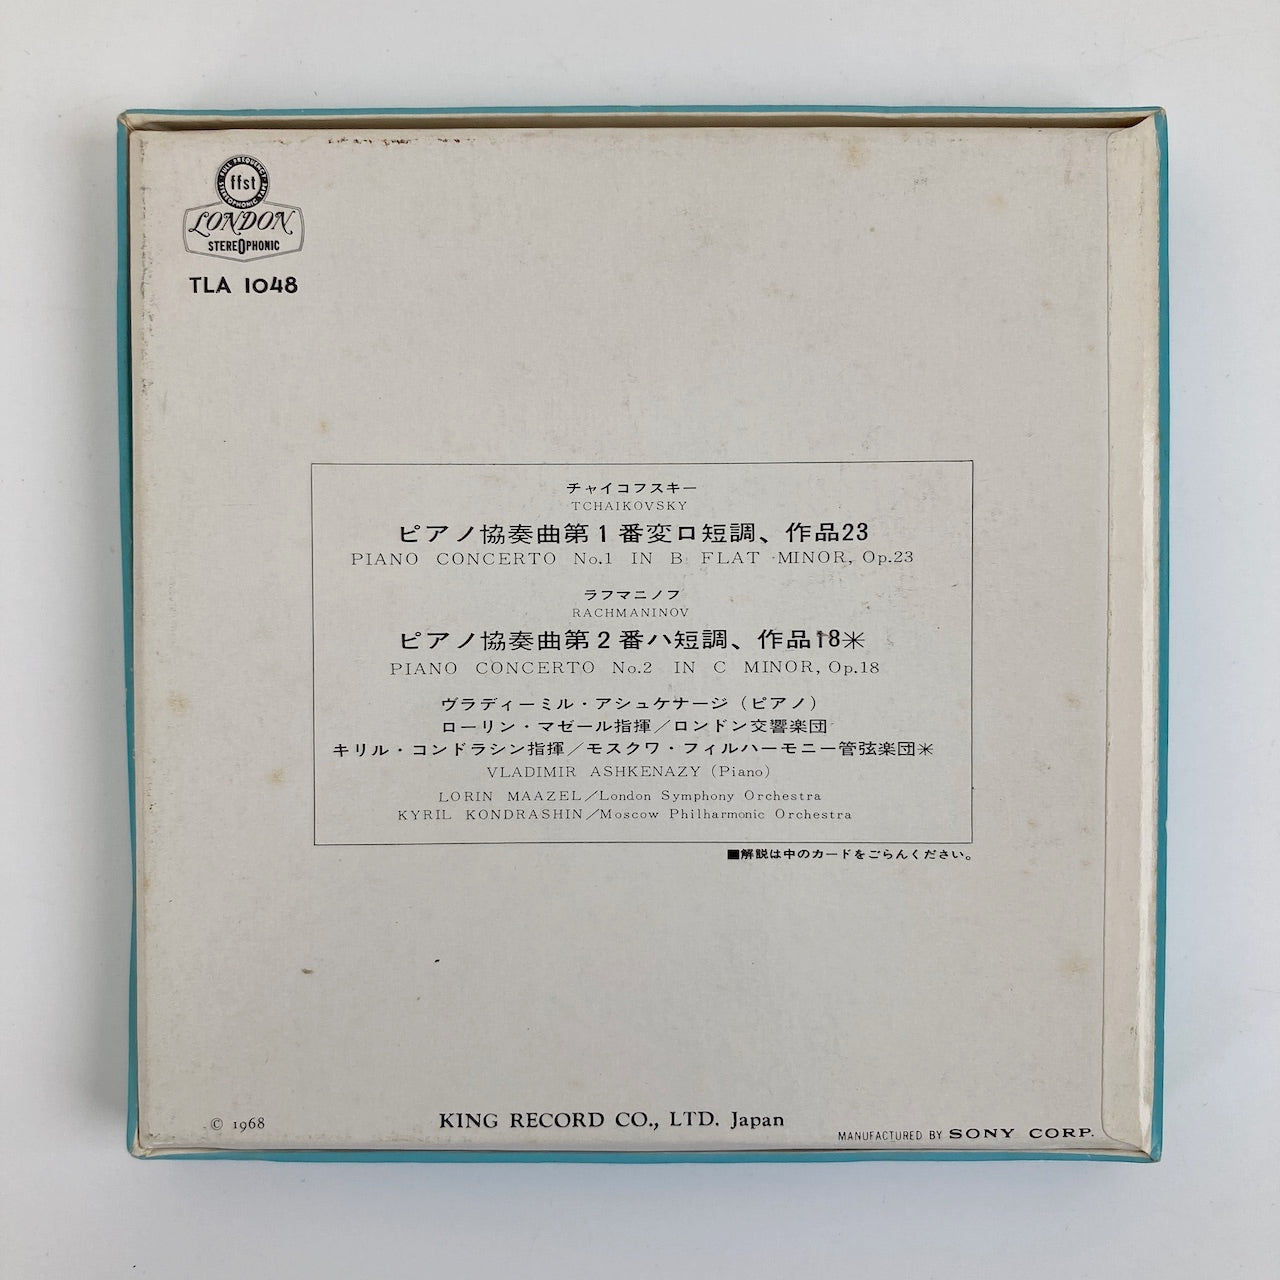 FULL FREQUENCY STEREOPHONIC TAPE
ffst
LONDON
STEREOPHONIC
TLA 1048
チャイコフスキー
TCHAIKOVSKY
ピアノ協奏曲第1番変ロ短調、作品23
PIANO CONCERTO No.1 IN B FLAT MINOR, Op.23
ラフマニノフ
RACHMANINOV
ピアノ協奏曲第2番ハ短調、作品18＊
PIANO CONCERTO No.2 IN C MINOR, Op.18
ヴラディーミル・アシュケナージ（ピアノ）
ローリン・マゼール指揮／ロンドン交響楽団
キリル・コンドラシン指揮／モスクワ・フィルハーモニー管弦楽団＊
VLADIMIR ASHKENAZY (Piano)
LORIN MAAZEL／London Symphony Orchestra
KYRIL KONDRASHIN／Moscow Philharmonic Orchestra
■解説は中のカードをごらんください。
© 1968
KING RECORD CO., LTD. Japan
MANUFACTURED BY SONY CORP.